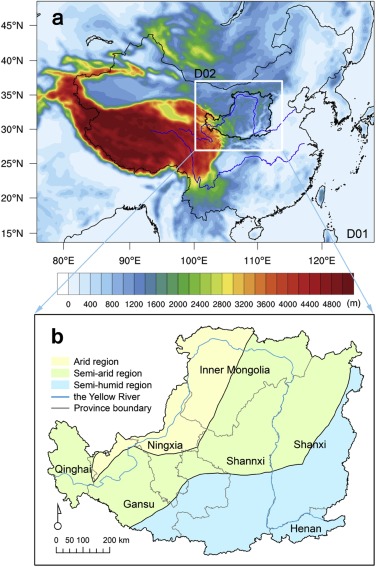 a
45°N
40°N
35°N
30°N
25°N
20°N
15°N
D02
D01
80°E 100°E 120°E
0 400 800 1200 1600 2000 2400 2800 3200 3600 4000 4400 4800 (m)
b
Arid region
Semi-arid region
Semi-humid region
the Yellow River
Province boundary
Inner Mongolia
Ningxia
Shanxi
Qinghai
Shannxi
Gansu
Henan
0 50 100 200 km